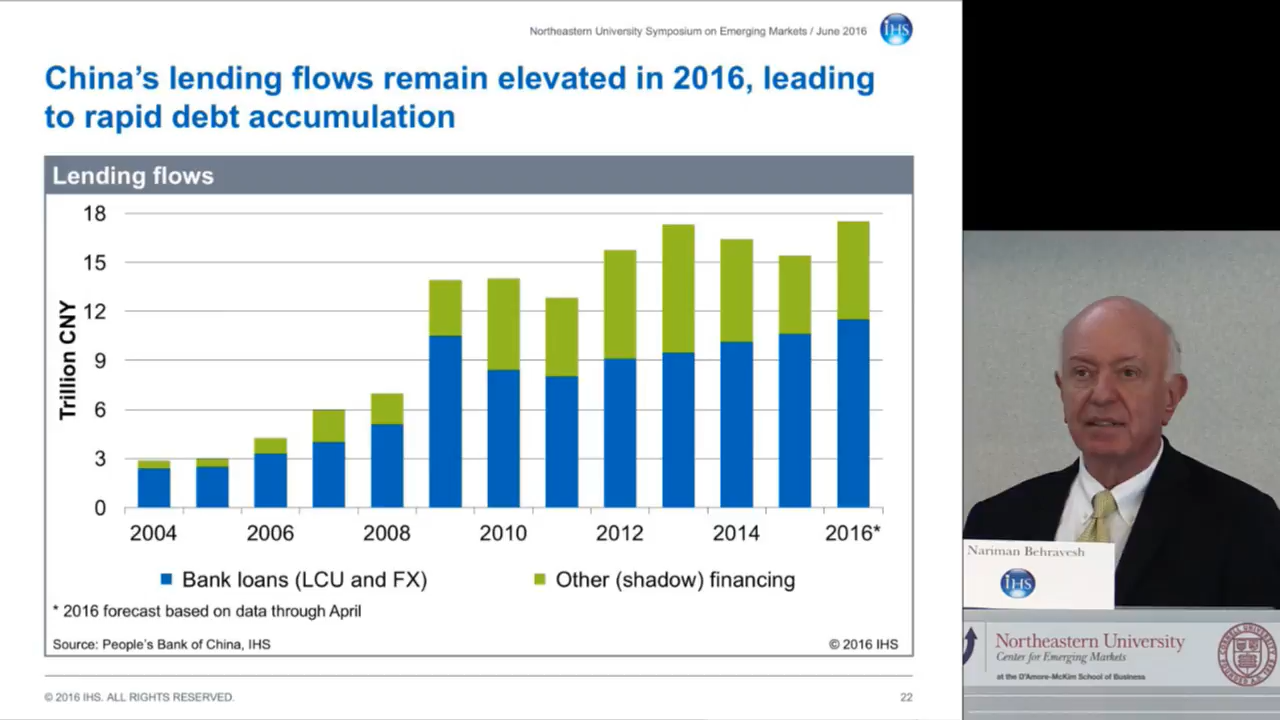 Northeastern University Symposium on Emerging Markets / June 2016
IHS
China's lending flows remain elevated in 2016, leading
to rapid debt accumulation
Lending flows
Trillion CNY
18
15
12
9
6
3
0
2004 2006 2008 2010 2012 2014 2016*
Bank loans (LCU and FX) Other (shadow) financing
* 2016 forecast based on data through April
Source: People's Bank of China, IHS © 2016 IHS
© 2016 IHS. ALL RIGHTS RESERVED. 22
Nariman Behravesh
IHS
Northeastern University
Center for Emerging Markets
at the D'Amore-McKim School of Business